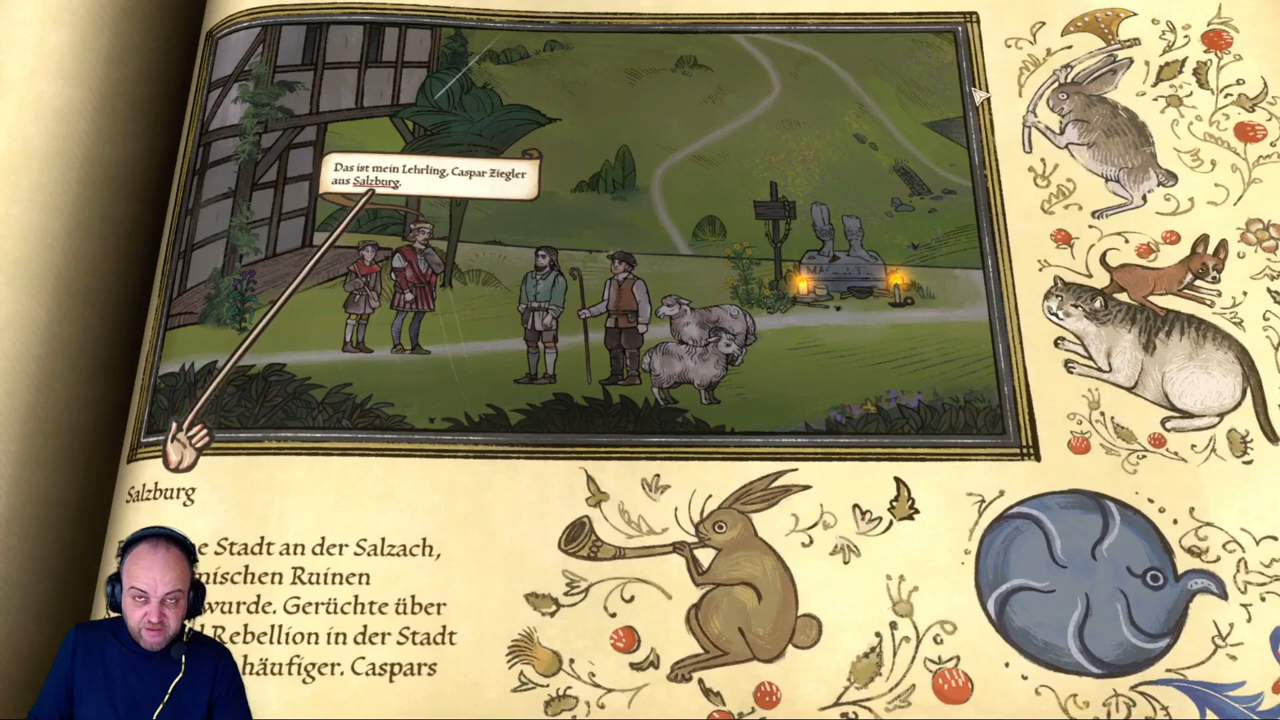 Das ist mein Lehrling, Caspar Ziegler
aus Salzburg.
Salzburg
Stadt an der Salzach,
Ruinen
wurde. Gerüchte über
Rebellion in der Stadt
häufiger. Caspars